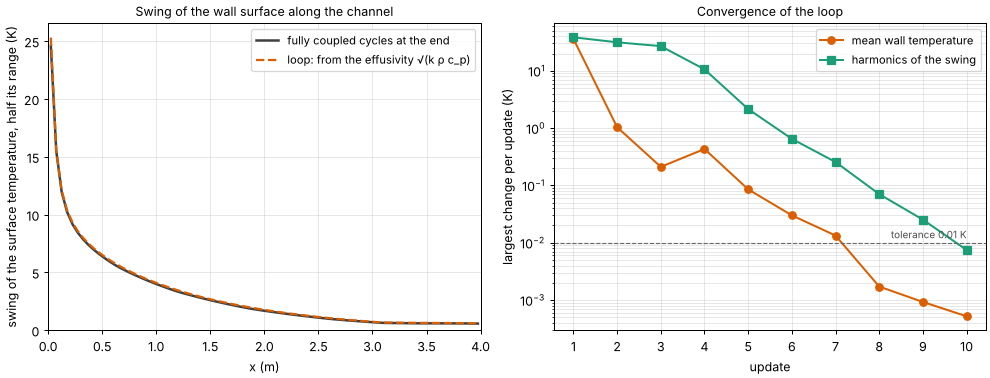 Swing of the wall surface along the channel
swing of the surface temperature, half its range (K)
25
20
15
10
5
0
fully coupled cycles at the end
loop: from the effusivity √(k ρ c_p)
0.0 0.5 1.0 1.5 2.0 2.5 3.0 3.5 4.0
x (m)
Convergence of the loop
largest change per update (K)
10¹
10⁰
10⁻¹
10⁻²
10⁻³
mean wall temperature
harmonics of the swing
tolerance 0.01 K
1 2 3 4 5 6 7 8 9 10
update